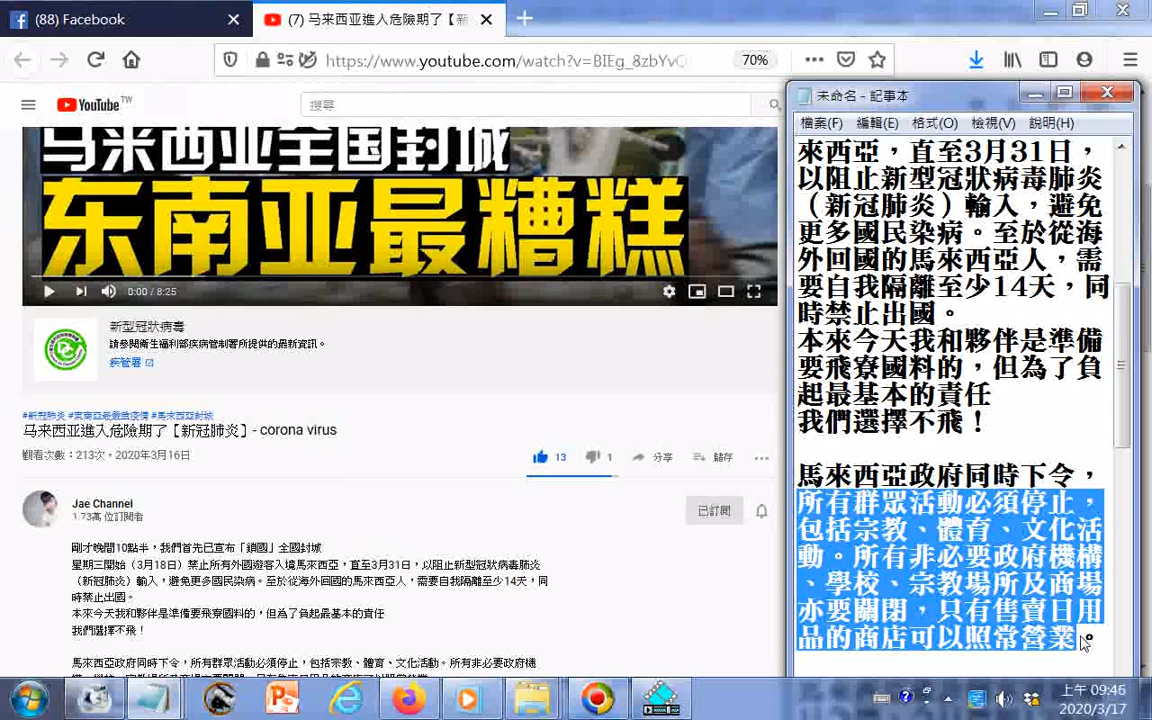 (88) Facebook
(7) 马来西亚進入危險期了【新
https://www.youtube.com/watch?v=BIEg_8zbYvQ
70%
YouTube TW
搜尋
马来西亚全国封城
东南亚最糟糕
0:00 / 8:25
新型冠狀病毒
請參閱衛生福利部疾病管制署所提供的最新資訊。
疾管署
#新冠肺炎 #東南亞最嚴重疫情 #馬來西亞封城
马来西亚進入危險期了【新冠肺炎】- corona virus
觀看次數：213次 • 2020年3月16日
13
1
分享
儲存
Jae Channel
1.73萬 位訂閱者
已訂閱
剛才晚間10點半，我們首先已宣布「鎖國」全國封城
星期三開始（3月18日）禁止所有外國遊客入境馬來西亞，直至3月31日，以阻止新型冠狀病毒肺炎
（新冠肺炎）輸入，避免更多國民染病。至於從海外回國的馬來西亞人，需要自我隔離至少14天，同
時禁止出國。
本來今天我和夥伴是準備要飛寮國料的，但為了負起最基本的責任
我們選擇不飛！
馬來西亞政府同時下令，所有群眾活動必須停止，包括宗教、體育、文化活動。所有非必要政府機
未命名 - 記事本
檔案(F)
編輯(E)
格式(O)
檢視(V)
說明(H)
來西亞，直至3月31日，
以阻止新型冠狀病毒肺炎
（新冠肺炎）輸入，避免
更多國民染病。至於從海
外回國的馬來西亞人，需
要自我隔離至少14天，同
時禁止出國。
本來今天我和夥伴是準備
要飛寮國料的，但為了負
起最基本的責任
我們選擇不飛！
馬來西亞政府同時下令，
所有群眾活動必須停止，
包括宗教、體育、文化活
動。所有非必要政府機構
、學校、宗教場所及商場
亦要關閉，只有售賣日用
品的商店可以照常營業。
上午 09:46
2020/3/17